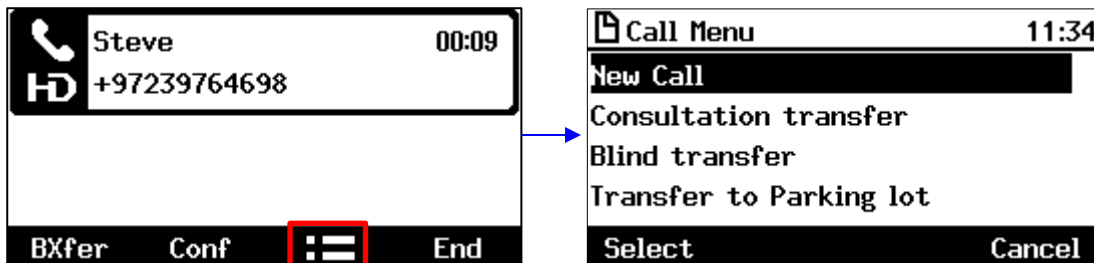 Steve 00:09
HD +97239764698
BXfer Conf End
Call Menu 11:34
New Call
Consultation transfer
Blind transfer
Transfer to Parking lot
Select Cancel